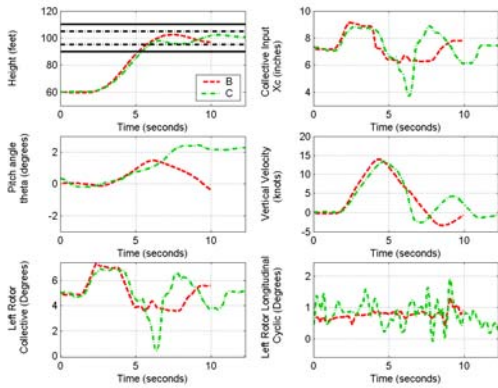 Height (feet)
120
100
80
60
0
5
10
Time (seconds)
B
C
Collective Input
Xc (inches)
10
8
6
4
0
5
10
Time (seconds)
Pitch angle
theta (degrees)
2
0
-2
0
5
10
Time (seconds)
Vertical Velocity
(knots)
20
15
10
5
0
-5
0
5
10
Time (seconds)
Left Rotor
Collective (Degrees)
6
4
2
0
0
5
10
Time (seconds)
Left Rotor Longitudinal
Cyclic (Degrees)
2
1
0
0
5
10
Time (seconds)